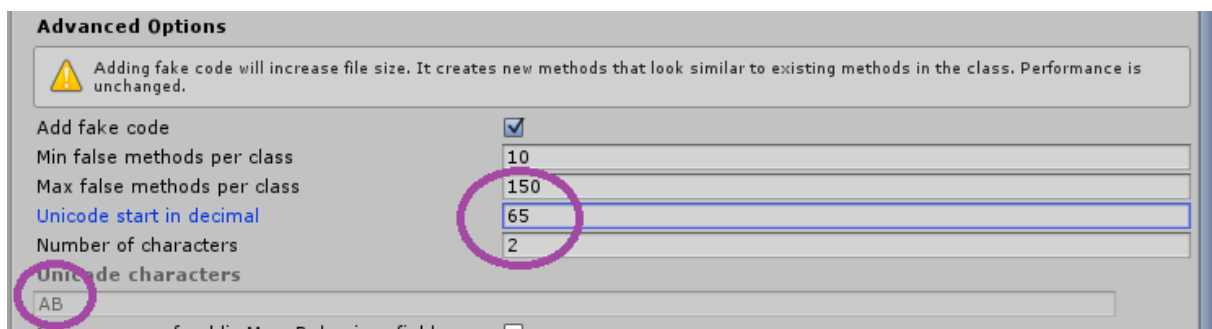 Advanced Options
Adding fake code will increase file size. It creates new methods that look similar to existing methods in the class. Performance is
unchanged.
Add fake code
Min false methods per class 10
Max false methods per class 150
Unicode start in decimal 65
Number of characters 2
Unicode characters
AB